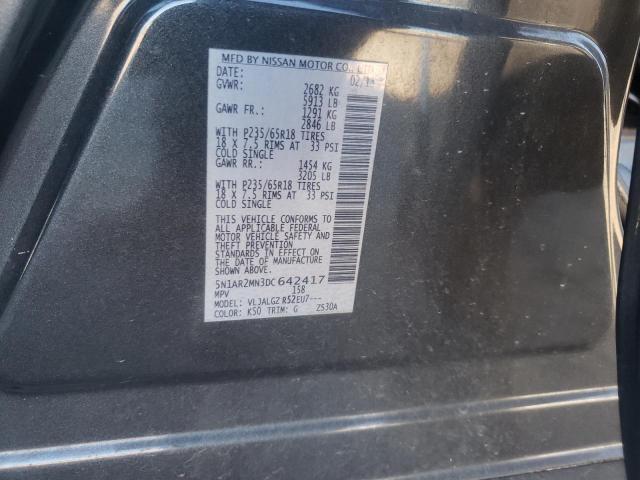 MFD BY NISSAN MOTOR CO., LTD.
DATE: 02/
GVWR: 2682 KG
5913 LB
GAWR FR.: 1291 KG
2846 LB
WITH P235/65R18 TIRES
18 X 7.5 RIMS AT 33 PSI
COLD SINGLE
GAWR RR.: 1454 KG
3205 LB
WITH P235/65R18 TIRES
18 X 7.5 RIMS AT 33 PSI
COLD SINGLE
THIS VEHICLE CONFORMS TO
ALL APPLICABLE FEDERAL
MOTOR VEHICLE SAFETY AND
THEFT PREVENTION
STANDARDS IN EFFECT ON
THE DATE OF MANUFACTURE
SHOWN ABOVE.
5N1AR2MN3DC642417
MPV 158
MODEL: VLJALGZ R52EU7---
COLOR: K50 TRIM: G ZS30A